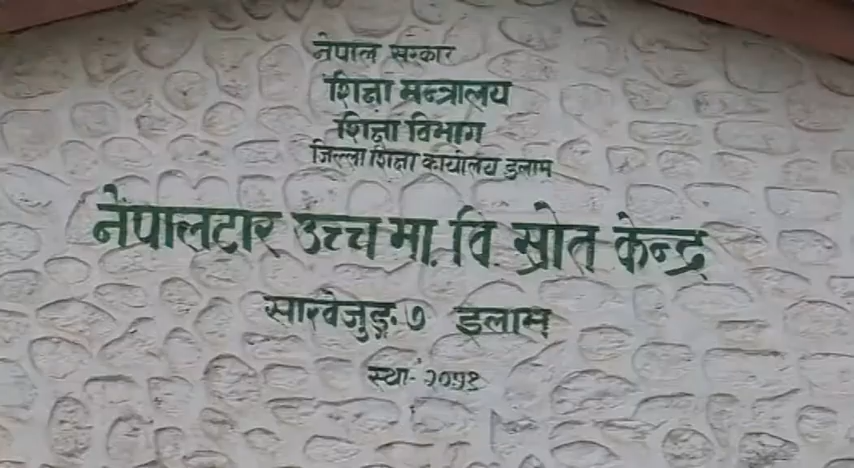 नेपाल सरकार
शिक्षा मन्त्रालय
शिक्षा विभाग
जिल्ला शिक्षा कार्यालय इलाम
नेपालटार उच्च मा. वि. स्रोत केन्द्र
साखेजुङ-७ इलाम
स्था- २०५१